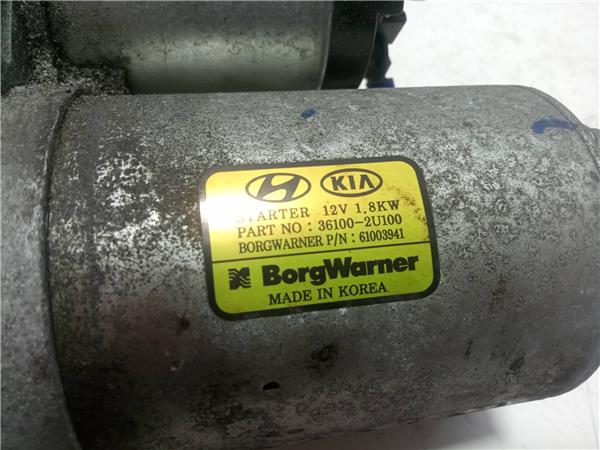 KIA
STARTER 12V 1.8KW
PART NO : 36100-2U100
BORGWARNER P/N : 61003941
BorgWarner
MADE IN KOREA